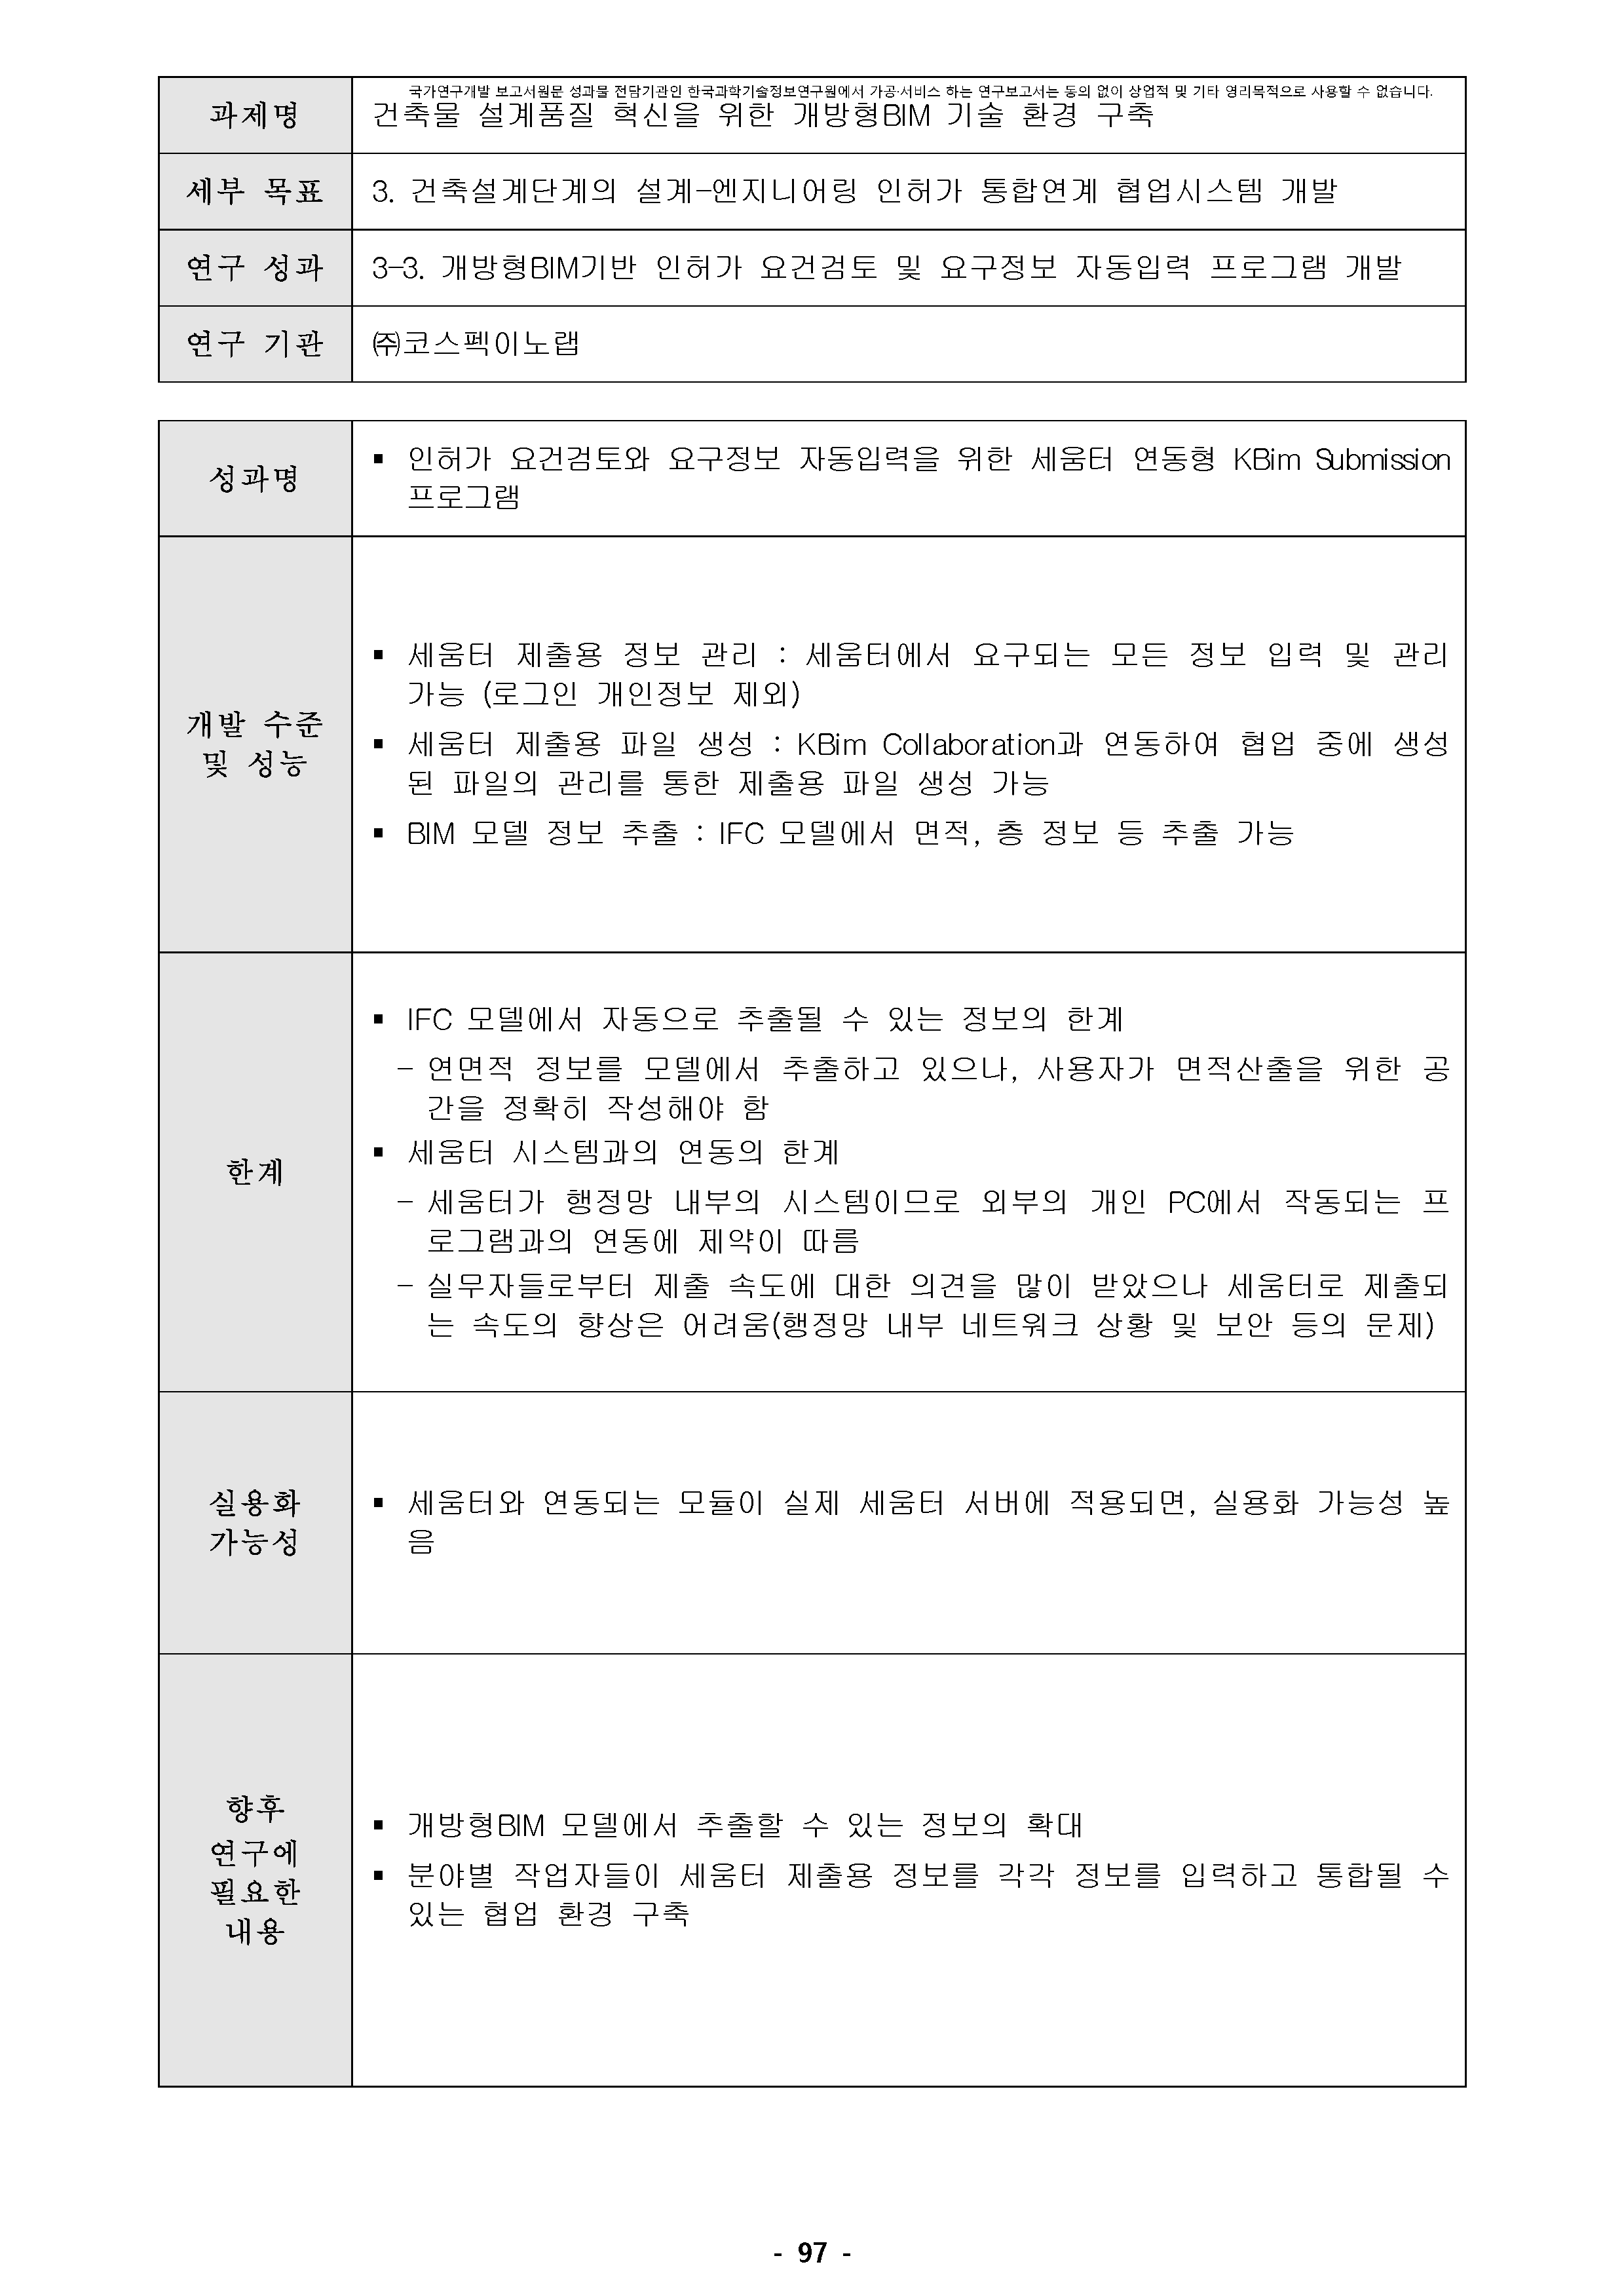 국가연구개발 보고서원문 성과물 전담기관인 한국과학기술정보연구원에서 가공·서비스 하는 연구보고서는 동의 없이 상업적 및 기타 영리목적으로 사용할 수 없습니다.
과제명
건축물 설계품질 혁신을 위한 개방형BIM 기술 환경 구축
세부 목표
3. 건축설계단계의 설계-엔지니어링 인허가 통합연계 협업시스템 개발
연구 성과
3-3. 개방형BIM기반 인허가 요건검토 및 요구정보 자동입력 프로그램 개발
연구 기관
㈜코스펙이노랩
성과명
▪ 인허가 요건검토와 요구정보 자동입력을 위한 세움터 연동형 KBim Submission
프로그램
개발 수준
및 성능
▪ 세움터 제출용 정보 관리 : 세움터에서 요구되는 모든 정보 입력 및 관리
가능 (로그인 개인정보 제외)
▪ 세움터 제출용 파일 생성 : KBim Collaboration과 연동하여 협업 중에 생성
된 파일의 관리를 통한 제출용 파일 생성 가능
▪ BIM 모델 정보 추출 : IFC 모델에서 면적, 층 정보 등 추출 가능
한계
▪ IFC 모델에서 자동으로 추출될 수 있는 정보의 한계
- 연면적 정보를 모델에서 추출하고 있으나, 사용자가 면적산출을 위한 공
간을 정확히 작성해야 함
▪ 세움터 시스템과의 연동의 한계
- 세움터가 행정망 내부의 시스템이므로 외부의 개인 PC에서 작동되는 프
로그램과의 연동에 제약이 따름
- 실무자들로부터 제출 속도에 대한 의견을 많이 받았으나 세움터로 제출되
는 속도의 향상은 어려움(행정망 내부 네트워크 상황 및 보안 등의 문제)
실용화
가능성
▪ 세움터와 연동되는 모듈이 실제 세움터 서버에 적용되면, 실용화 가능성 높
음
향후
연구에
필요한
내용
▪ 개방형BIM 모델에서 추출할 수 있는 정보의 확대
▪ 분야별 작업자들이 세움터 제출용 정보를 각각 정보를 입력하고 통합될 수
있는 협업 환경 구축
- 97 -